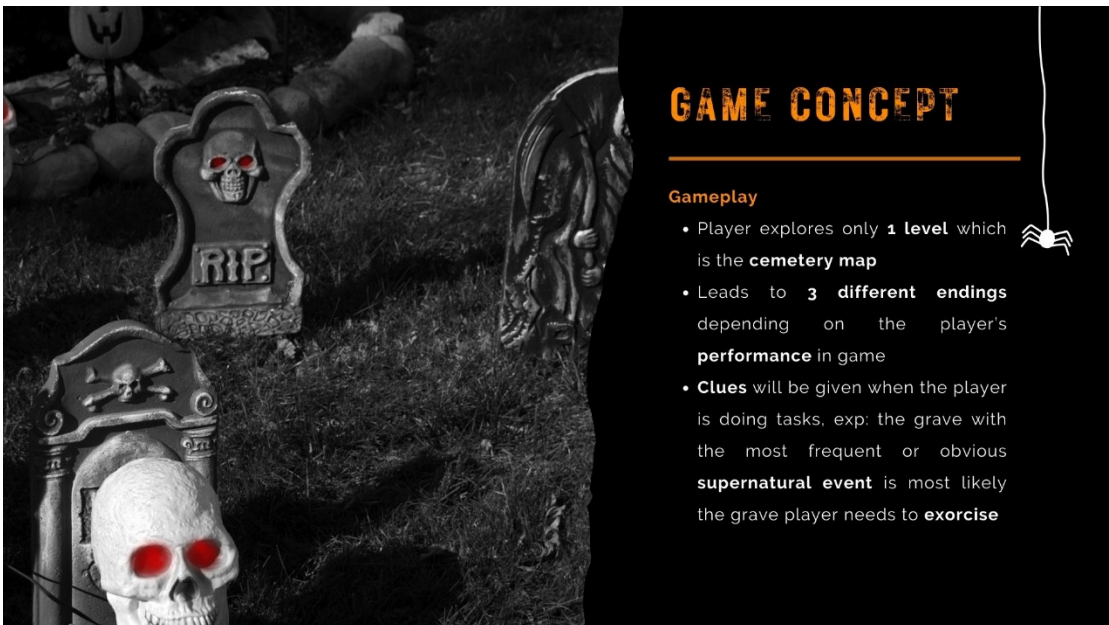 RIP
GAME CONCEPT
Gameplay
• Player explores only 1 level which
is the cemetery map
• Leads to 3 different endings
depending on the player's
performance in game
• Clues will be given when the player
is doing tasks, exp: the grave with
the most frequent or obvious
supernatural event is most likely
the grave player needs to exorcise